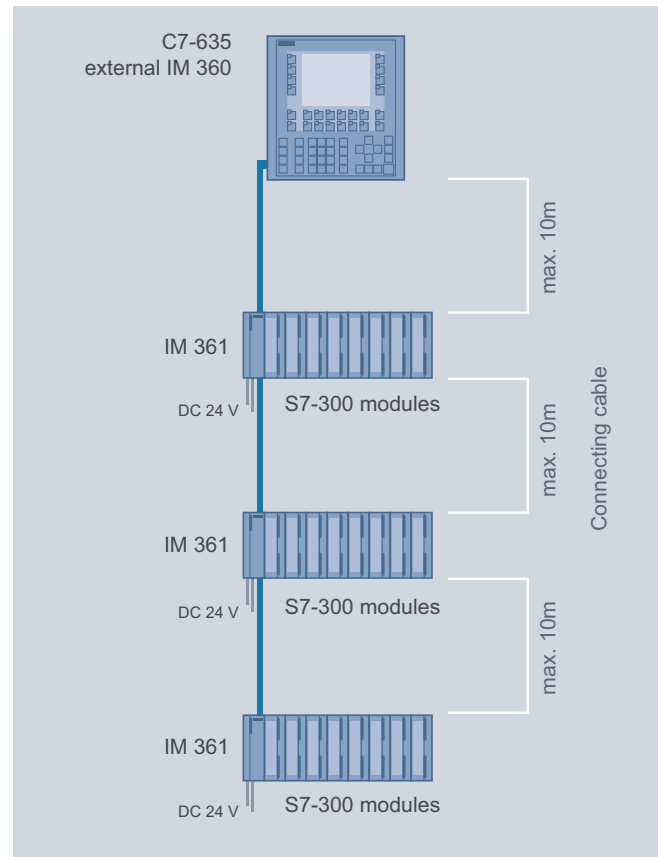 C7-635
external IM 360
max. 10m
IM 361
DC 24 V
S7-300 modules
max. 10m
Connecting cable
IM 361
DC 24 V
S7-300 modules
max. 10m
IM 361
DC 24 V
S7-300 modules